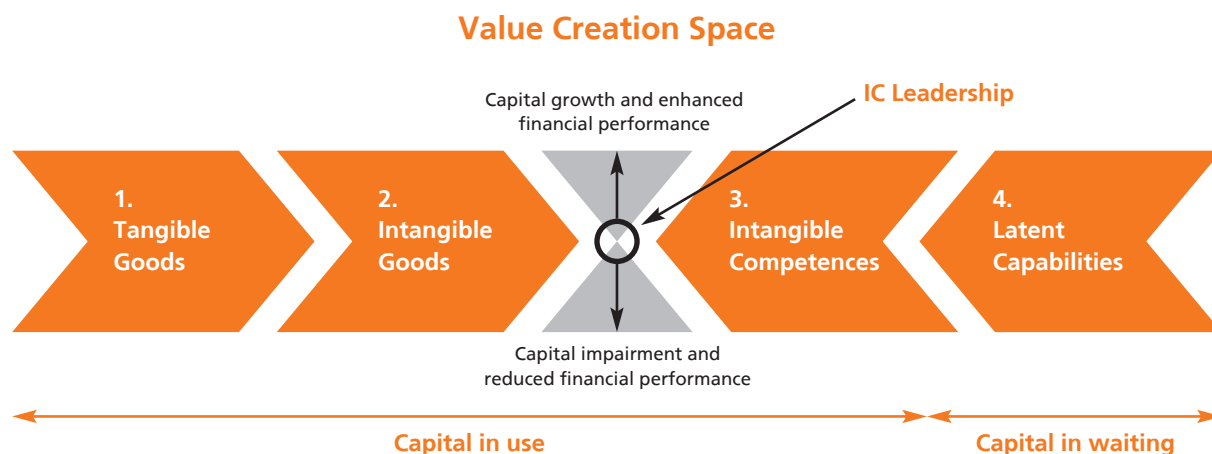 Value Creation Space
Capital growth and enhanced
financial performance
IC Leadership
1.
Tangible
Goods
2.
Intangible
Goods
3.
Intangible
Competences
4.
Latent
Capabilities
Capital impairment and
reduced financial performance
Capital in use
Capital in waiting